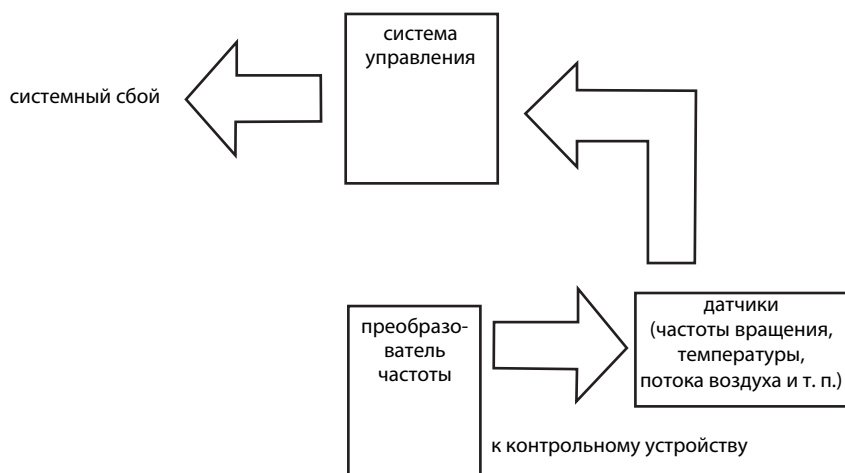 система
управления
системный сбой
датчики
(частоты вращения,
температуры,
потока воздуха и т. п.)
преобразо-
ватель
частоты
к контрольному устройству